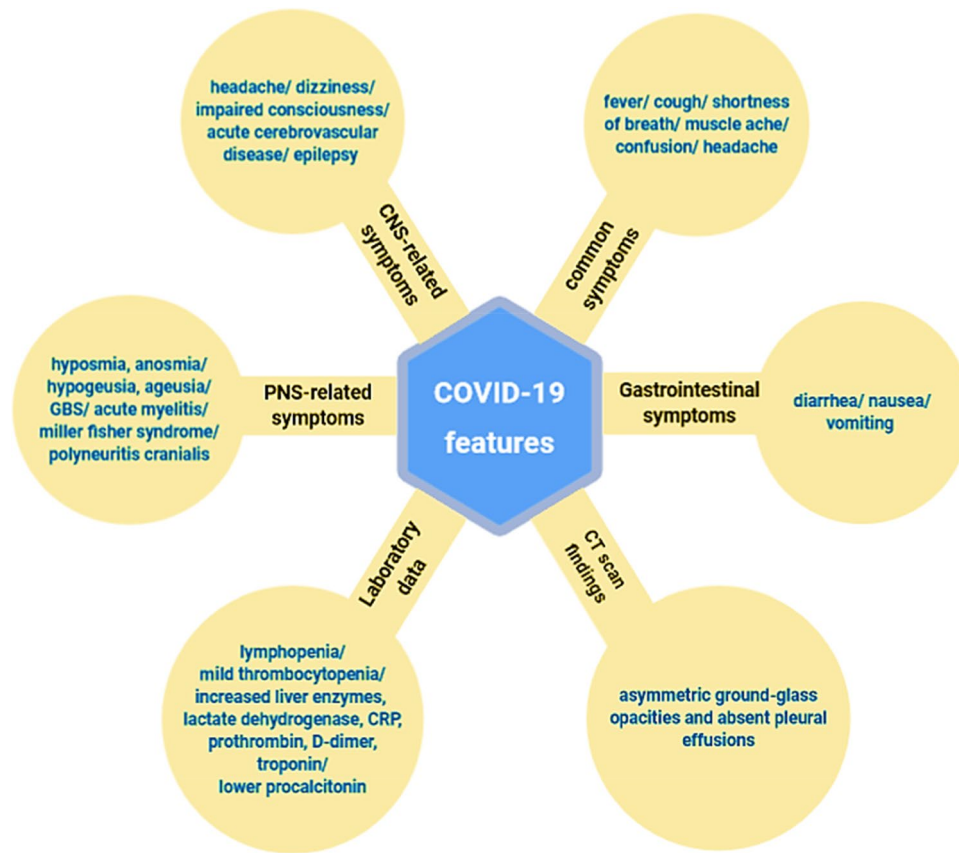 headache/ dizziness/
impaired consciousness/
acute cerebrovascular
disease/ epilepsy
CNS-related
symptoms
fever/ cough/ shortness
of breath/ muscle ache/
confusion/ headache
common
symptoms
hyposmia, anosmia/
hypogeusia, ageusia/
GBS/ acute myelitis/
miller fisher syndrome/
polyneuritis cranialis
PNS-related
symptoms
COVID-19
features
Gastrointestinal
symptoms
diarrhea/ nausea/
vomiting
Laboratory
data
lymphopenia/
mild thrombocytopenia/
increased liver enzymes,
lactate dehydrogenase, CRP,
prothrombin, D-dimer,
troponin/
lower procalcitonin
CT scan
findings
asymmetric ground-glass
opacities and absent pleural
effusions